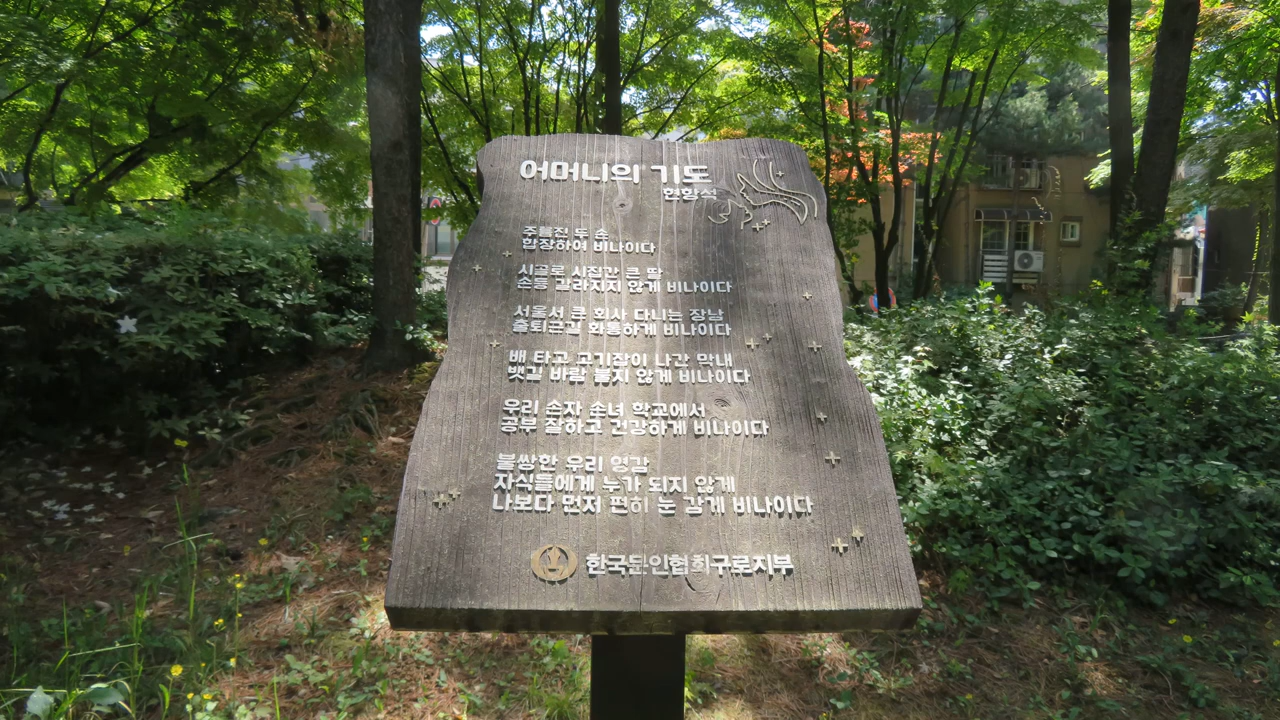 어머니의 기도
현항석
주름진 두 손
합장하여 비나이다
시골로 시집간 큰 딸
손등 갈라지지 않게 비나이다
서울서 큰 회사 다니는 장남
출퇴근길 화통하게 비나이다
배 타고 고기잡이 나간 막내
뱃길 바람 불지 않게 비나이다
우리 손자 손녀 학교에서
공부 잘하고 건강하게 비나이다
불쌍한 우리 영감
자식들에게 누가 되지 않게
나보다 먼저 편히 눈 감게 비나이다
한국문인협회구로지부